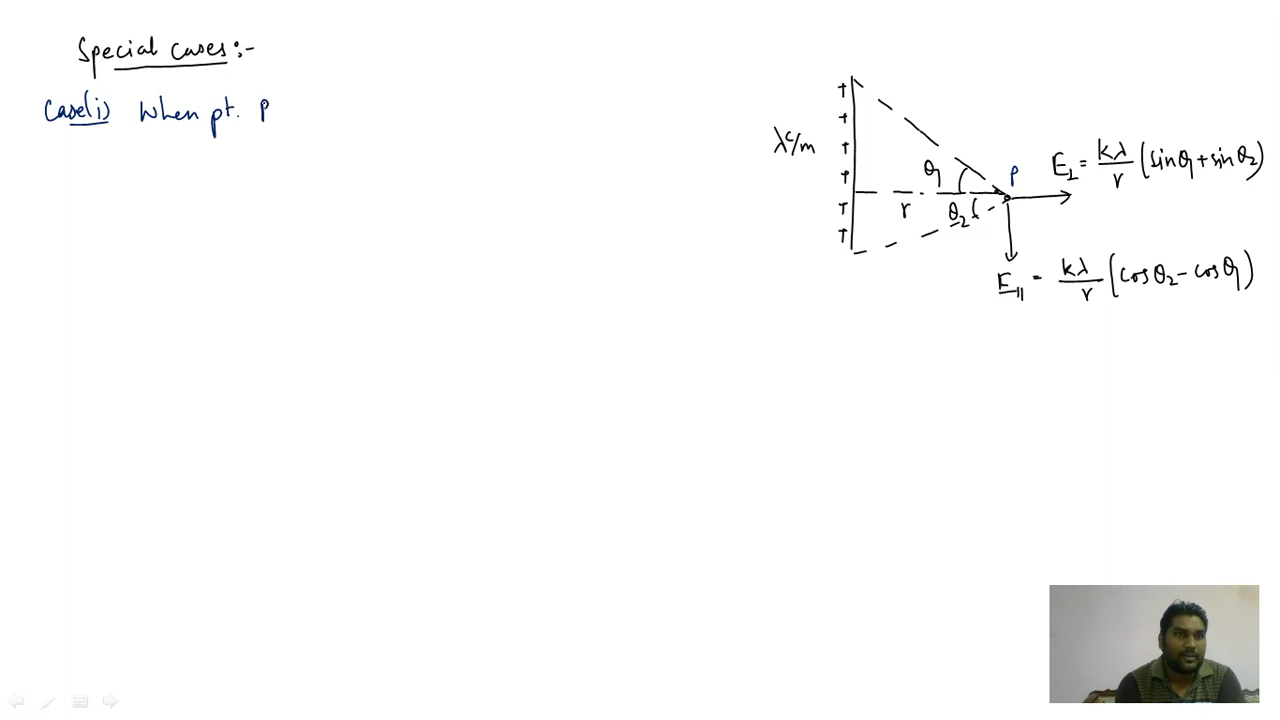 Special Cases:-
Case(i) When pt. P
λ C/m
θ1
θ2
r
P
E⊥ = kλ/r (sinθ1 + sinθ2)
E|| = kλ/r (cosθ2 - cosθ1)